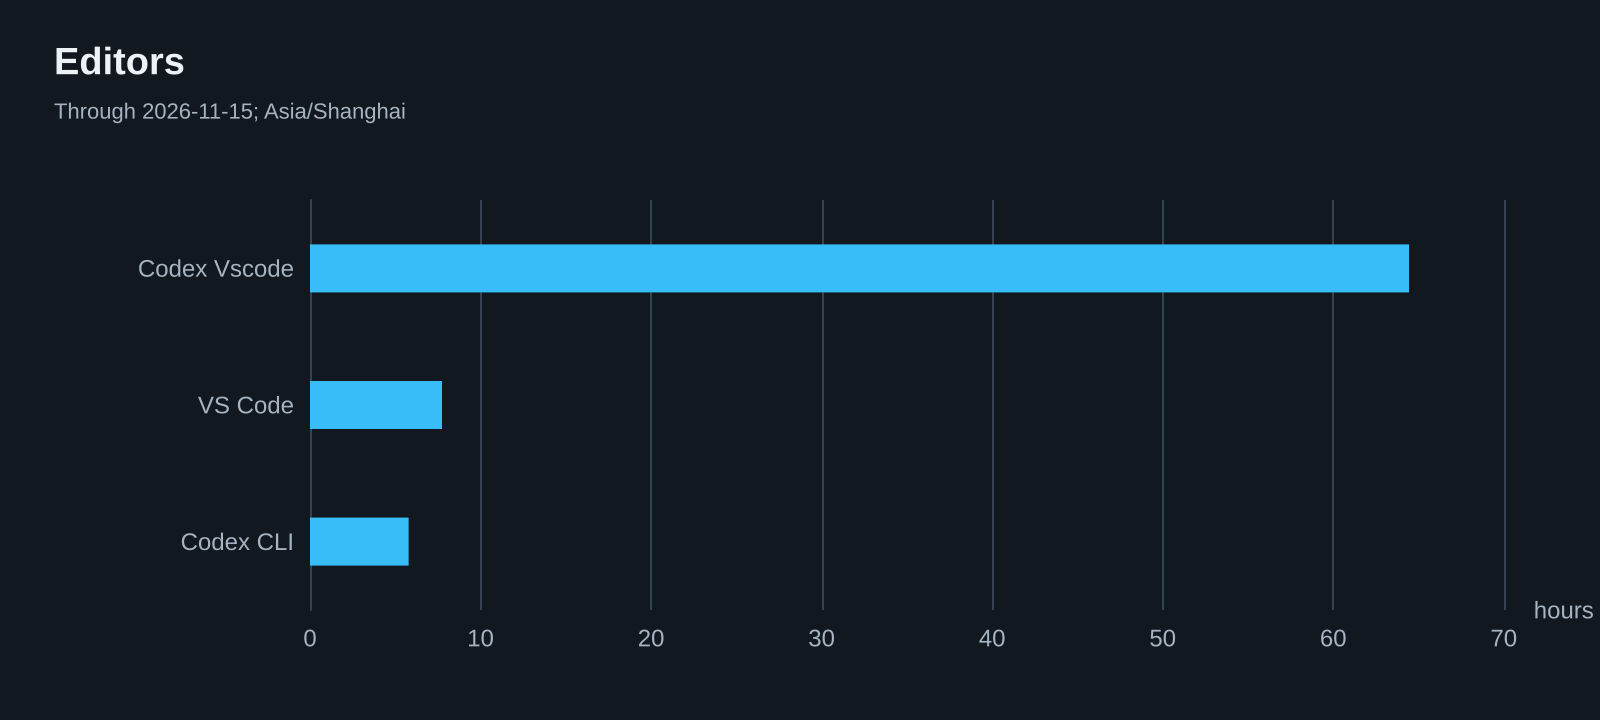 Editors
Through 2026-11-15; Asia/Shanghai
Codex Vscode
VS Code
Codex CLI
hours
0 10 20 30 40 50 60 70